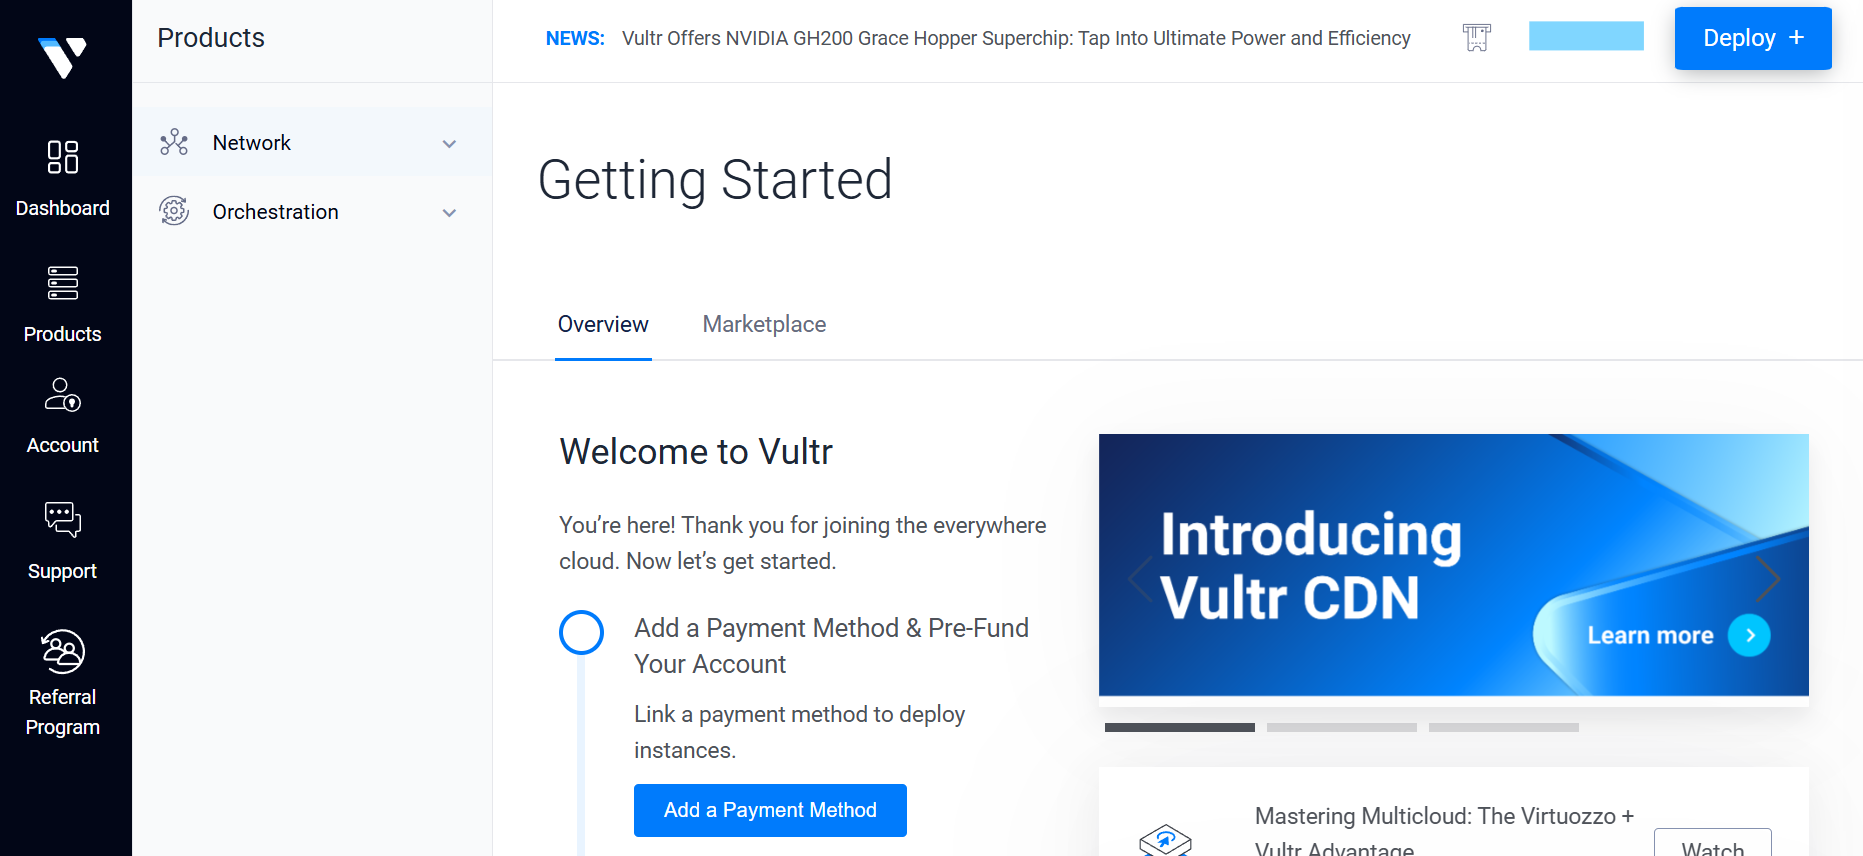 Products
NEWS: Vultr Offers NVIDIA GH200 Grace Hopper Superchip: Tap Into Ultimate Power and Efficiency
Deploy +
Dashboard
Products
Account
Support
Referral
Program
Network
Orchestration
Getting Started
Overview
Marketplace
Welcome to Vultr
You’re here! Thank you for joining the everywhere
cloud. Now let’s get started.
Add a Payment Method & Pre-Fund
Your Account
Link a payment method to deploy
instances.
Add a Payment Method
Introducing
Vultr CDN
Learn more
Mastering Multicloud: The Virtuozzo +
Vultr Advantage
Watch